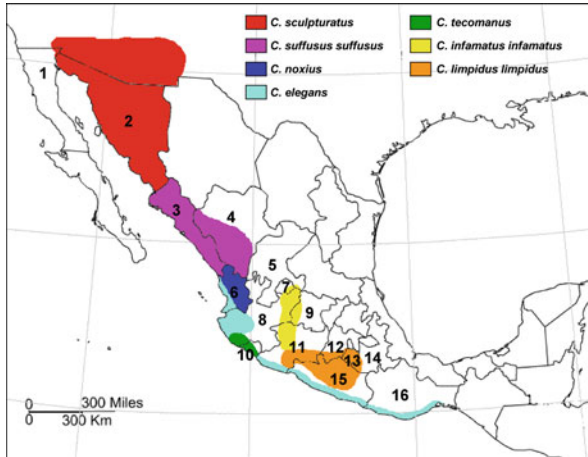 C. sculpturatus
C. suffusus suffusus
C. noxius
C. elegans
C. tecomanus
C. infamatus infamatus
C. limpidus limpidus
1
2
3
4
5
6
7
8
9
10
11
12
13
14
15
16
0 300 Miles
0 300 Km